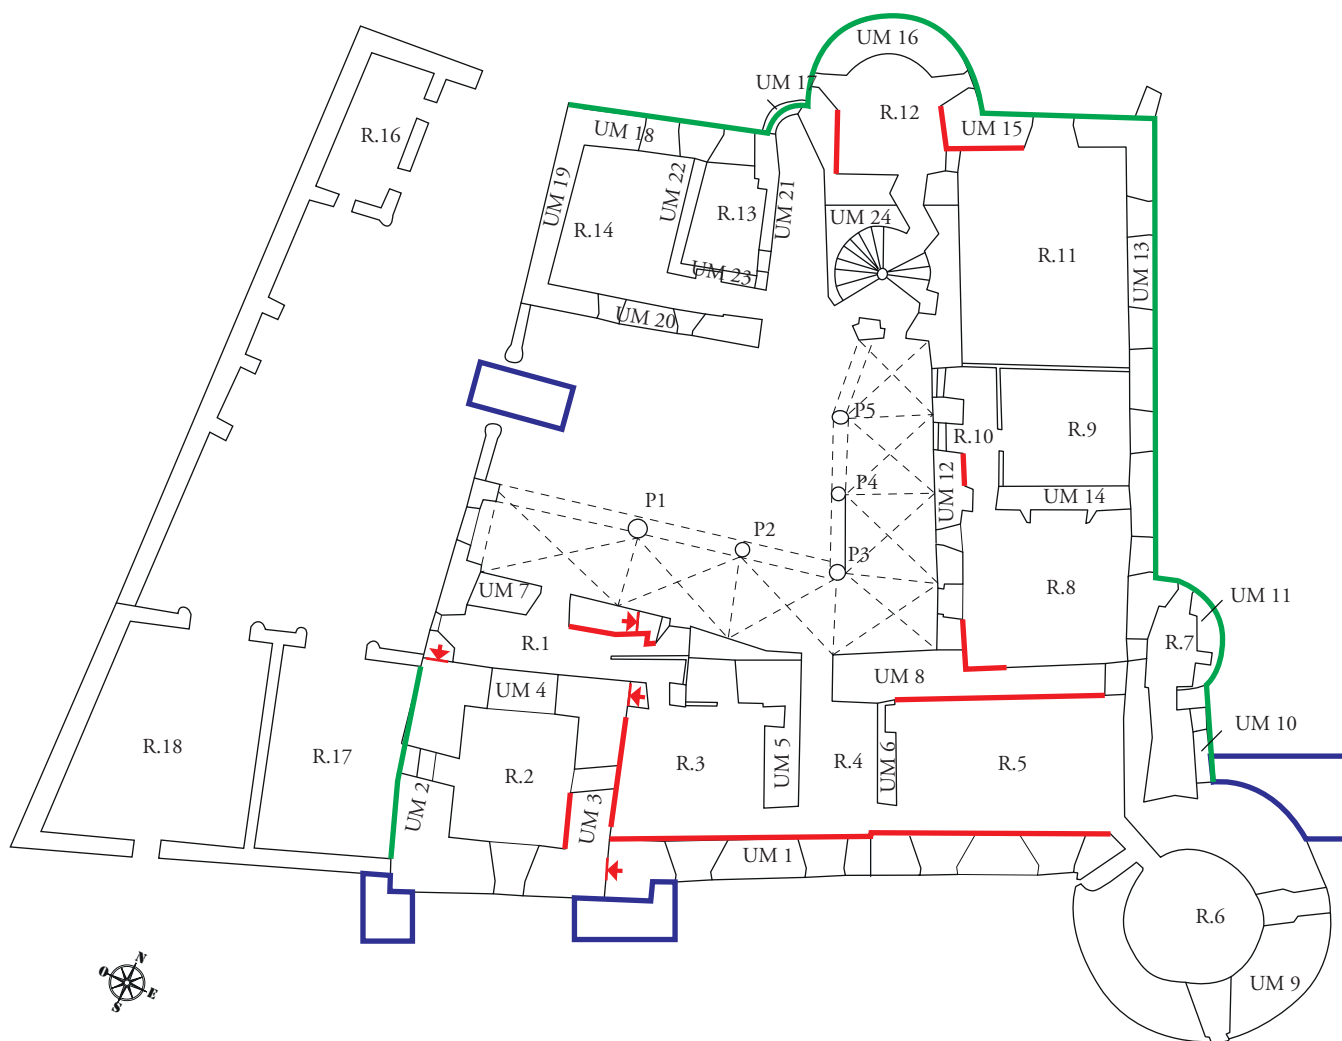 UM 16
UM 17
R.12
UM 15
R.16
UM 18
UM 19
UM 22
R.13
UM 21
R.14
UM 24
R.11
UM 13
UM 23
UM 20
P5
R.10
R.9
P4
UM 12
UM 14
P1
P2
P3
UM 7
R.8
UM 11
R.1
R.7
UM 8
UM 4
UM 10
R.18
R.17
R.2
R.3
UM 5
R.4
UM 6
R.5
UM 2
UM 3
UM 1
R.6
UM 9
N
O
E
S